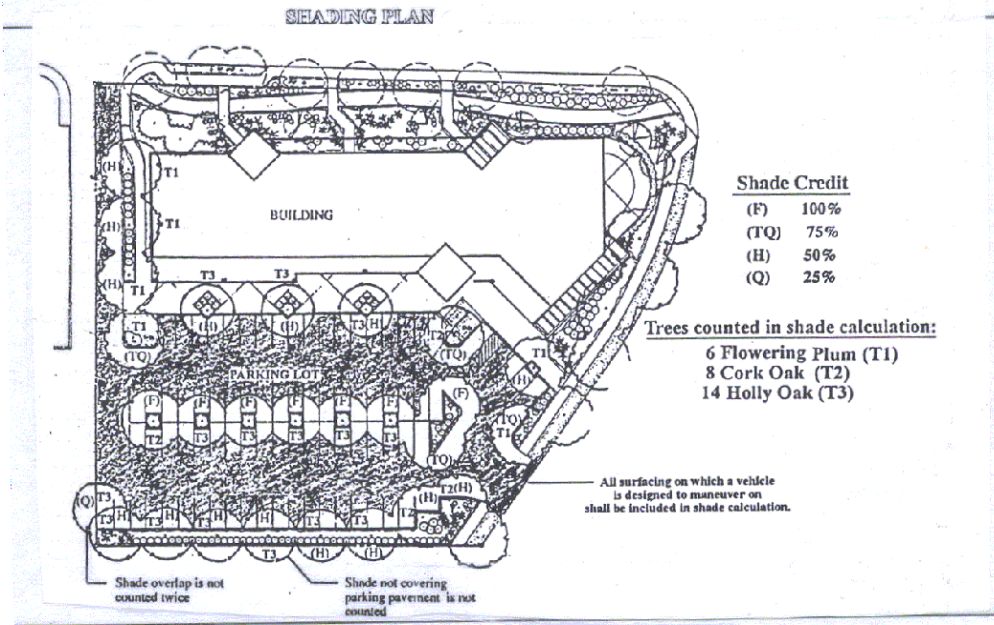 SHADING PLAN
(H)
T1
Shade Credit
(F) 100%
BUILDING
(H)
T1
(TQ) 75%
(H) 50%
T3
T3
(H)
T1
(Q) 25%
T1
(H)
(H)
T3
(H)
T2
Trees counted in shade calculation:
(TQ)
(TQ)
T1
6 Flowering Plum (T1)
PARKING LOT
(H)
8 Cork Oak (T2)
14 Holly Oak (T3)
(F)
(F)
(F)
(F)
(F)
(F)
(F)
T2
T3
T3
T3
T3
T3
(TQ)
T1
(TQ)
All surfacing on which a vehicle
is designed to maneuver on
shall be included in shade calculation.
T2
(H)
(H)
(Q)
T3
T3
H
T3
H
T3
H
H
T3
H
T3
H
T2
T3
(H)
(H)
Shade overlap is not
counted twice
Shade not covering
parking pavement is not
counted